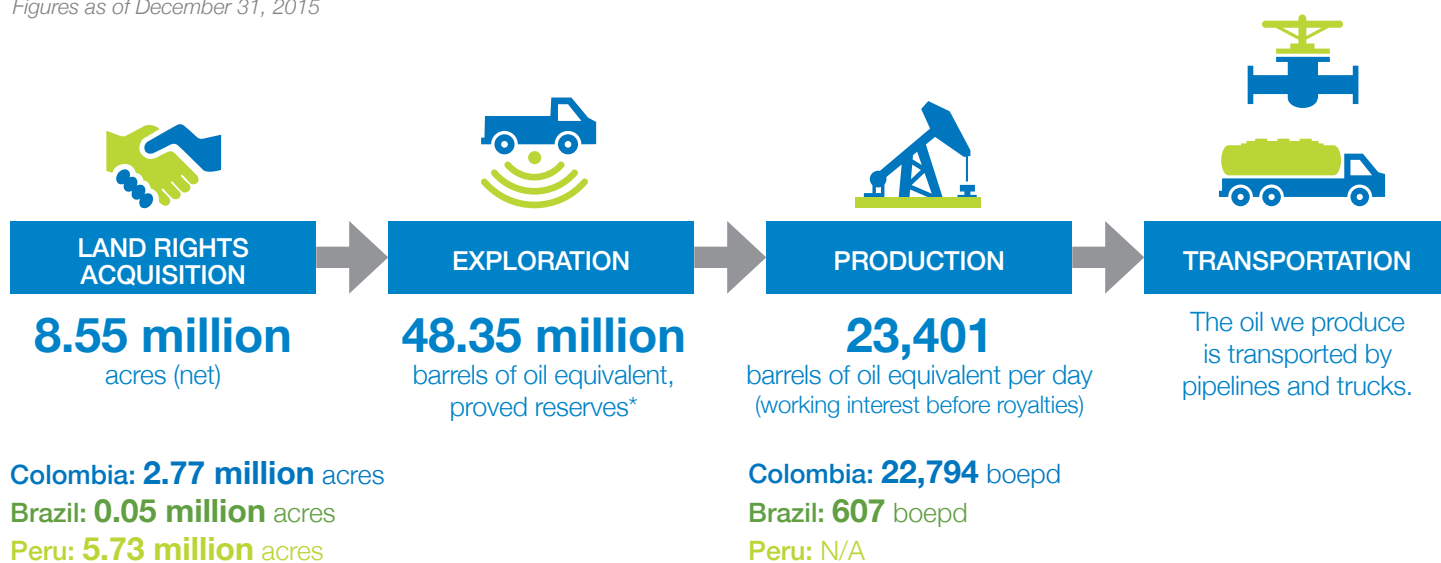 Figures as of December 31, 2015
LAND RIGHTS
ACQUISITION
8.55 million
acres (net)
Colombia: 2.77 million acres
Brazil: 0.05 million acres
Peru: 5.73 million acres
EXPLORATION
48.35 million
barrels of oil equivalent,
proved reserves*
PRODUCTION
23,401
barrels of oil equivalent per day
(working interest before royalties)
Colombia: 22,794 boepd
Brazil: 607 boepd
Peru: N/A
TRANSPORTATION
The oil we produce
is transported by
pipelines and trucks.